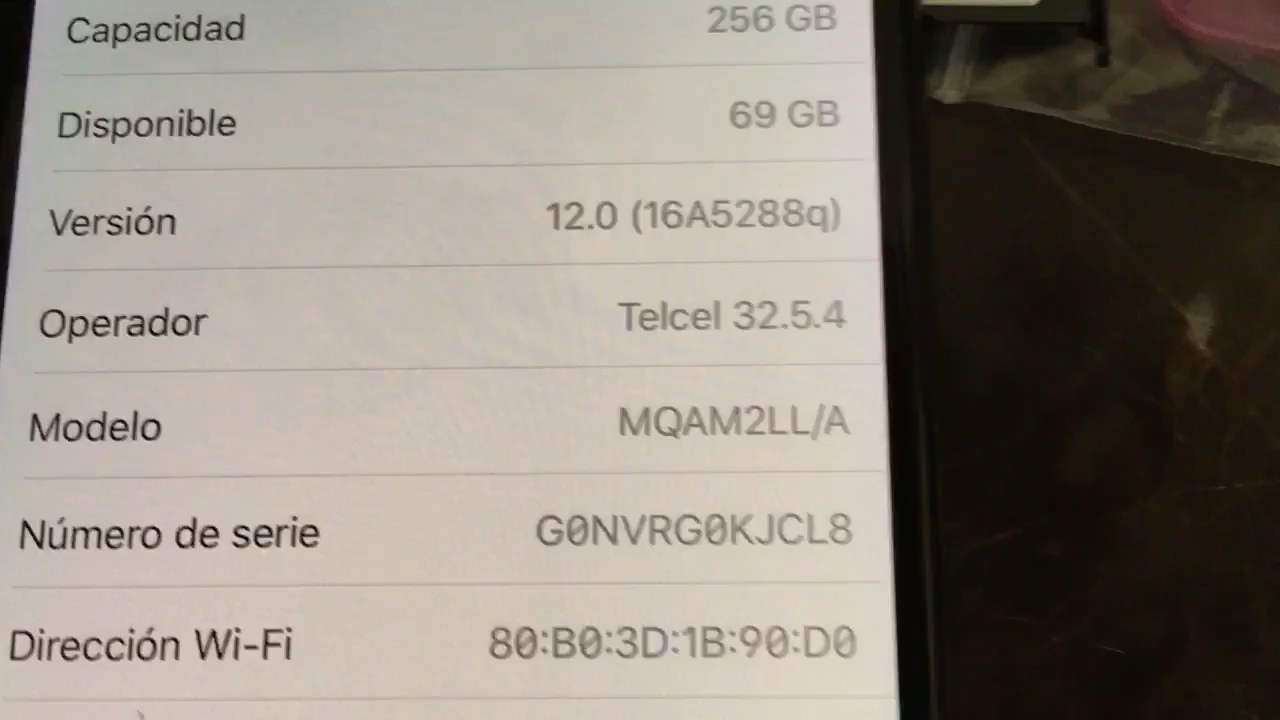 Capacidad 256 GB
Disponible 69 GB
Versión 12.0 (16A5288q)
Operador Telcel 32.5.4
Modelo MQAM2LL/A
Número de serie G0NVRG0KJCL8
Dirección Wi-Fi 80:B0:3D:1B:90:D0